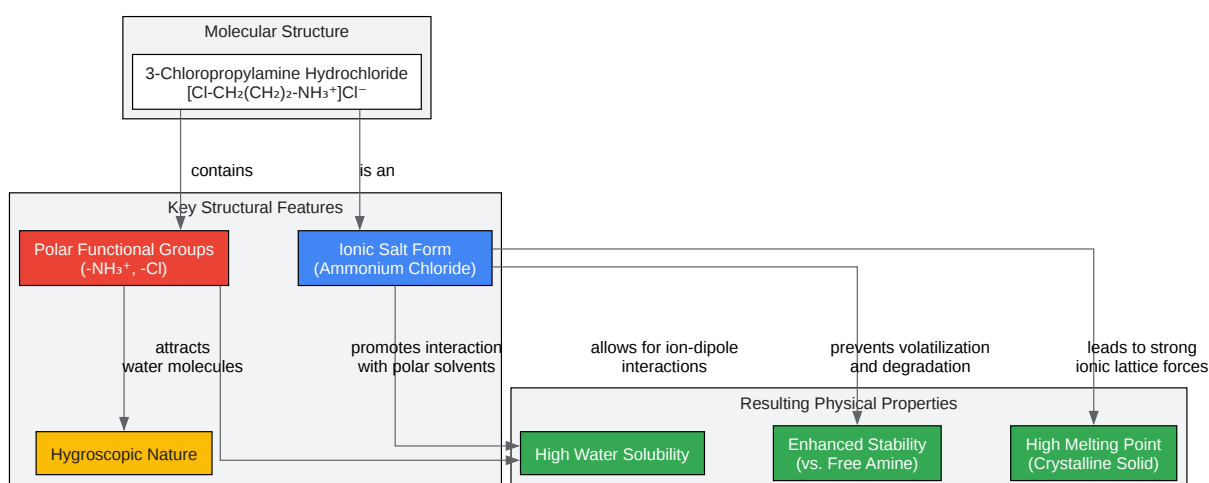 Molecular Structure
3-Chloropropylamine Hydrochloride
[Cl-CH₂(CH₂)₂-NH₃⁺]Cl⁻
contains
is an
Key Structural Features
Polar Functional Groups
(-NH₃⁺, -Cl)
Ionic Salt Form
(Ammonium Chloride)
attracts
water molecules
promotes interaction
with polar solvents
allows for ion-dipole
interactions
prevents volatilization
and degradation
leads to strong
ionic lattice forces
Resulting Physical Properties
Hygroscopic Nature
High Water Solubility
Enhanced Stability
(vs. Free Amine)
High Melting Point
(Crystalline Solid)